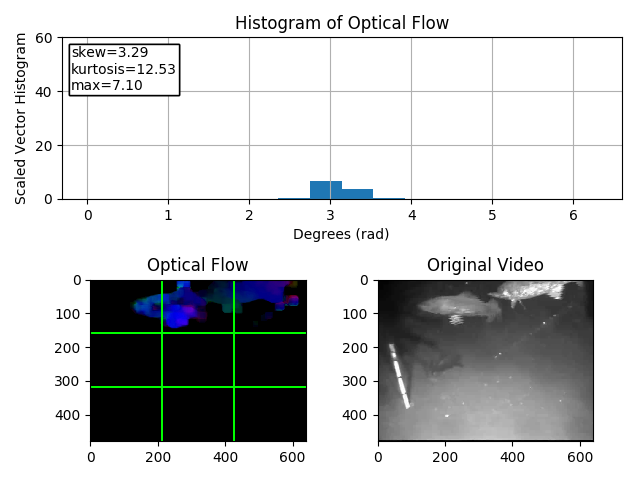 Histogram of Optical Flow
skew=3.29
kurtosis=12.53
max=7.10
Scaled Vector Histogram
60
40
20
0
0 1 2 3 4 5 6
Degrees (rad)
Optical Flow
0
100
200
300
400
0 200 400 600
Original Video
0
100
200
300
400
0 200 400 600